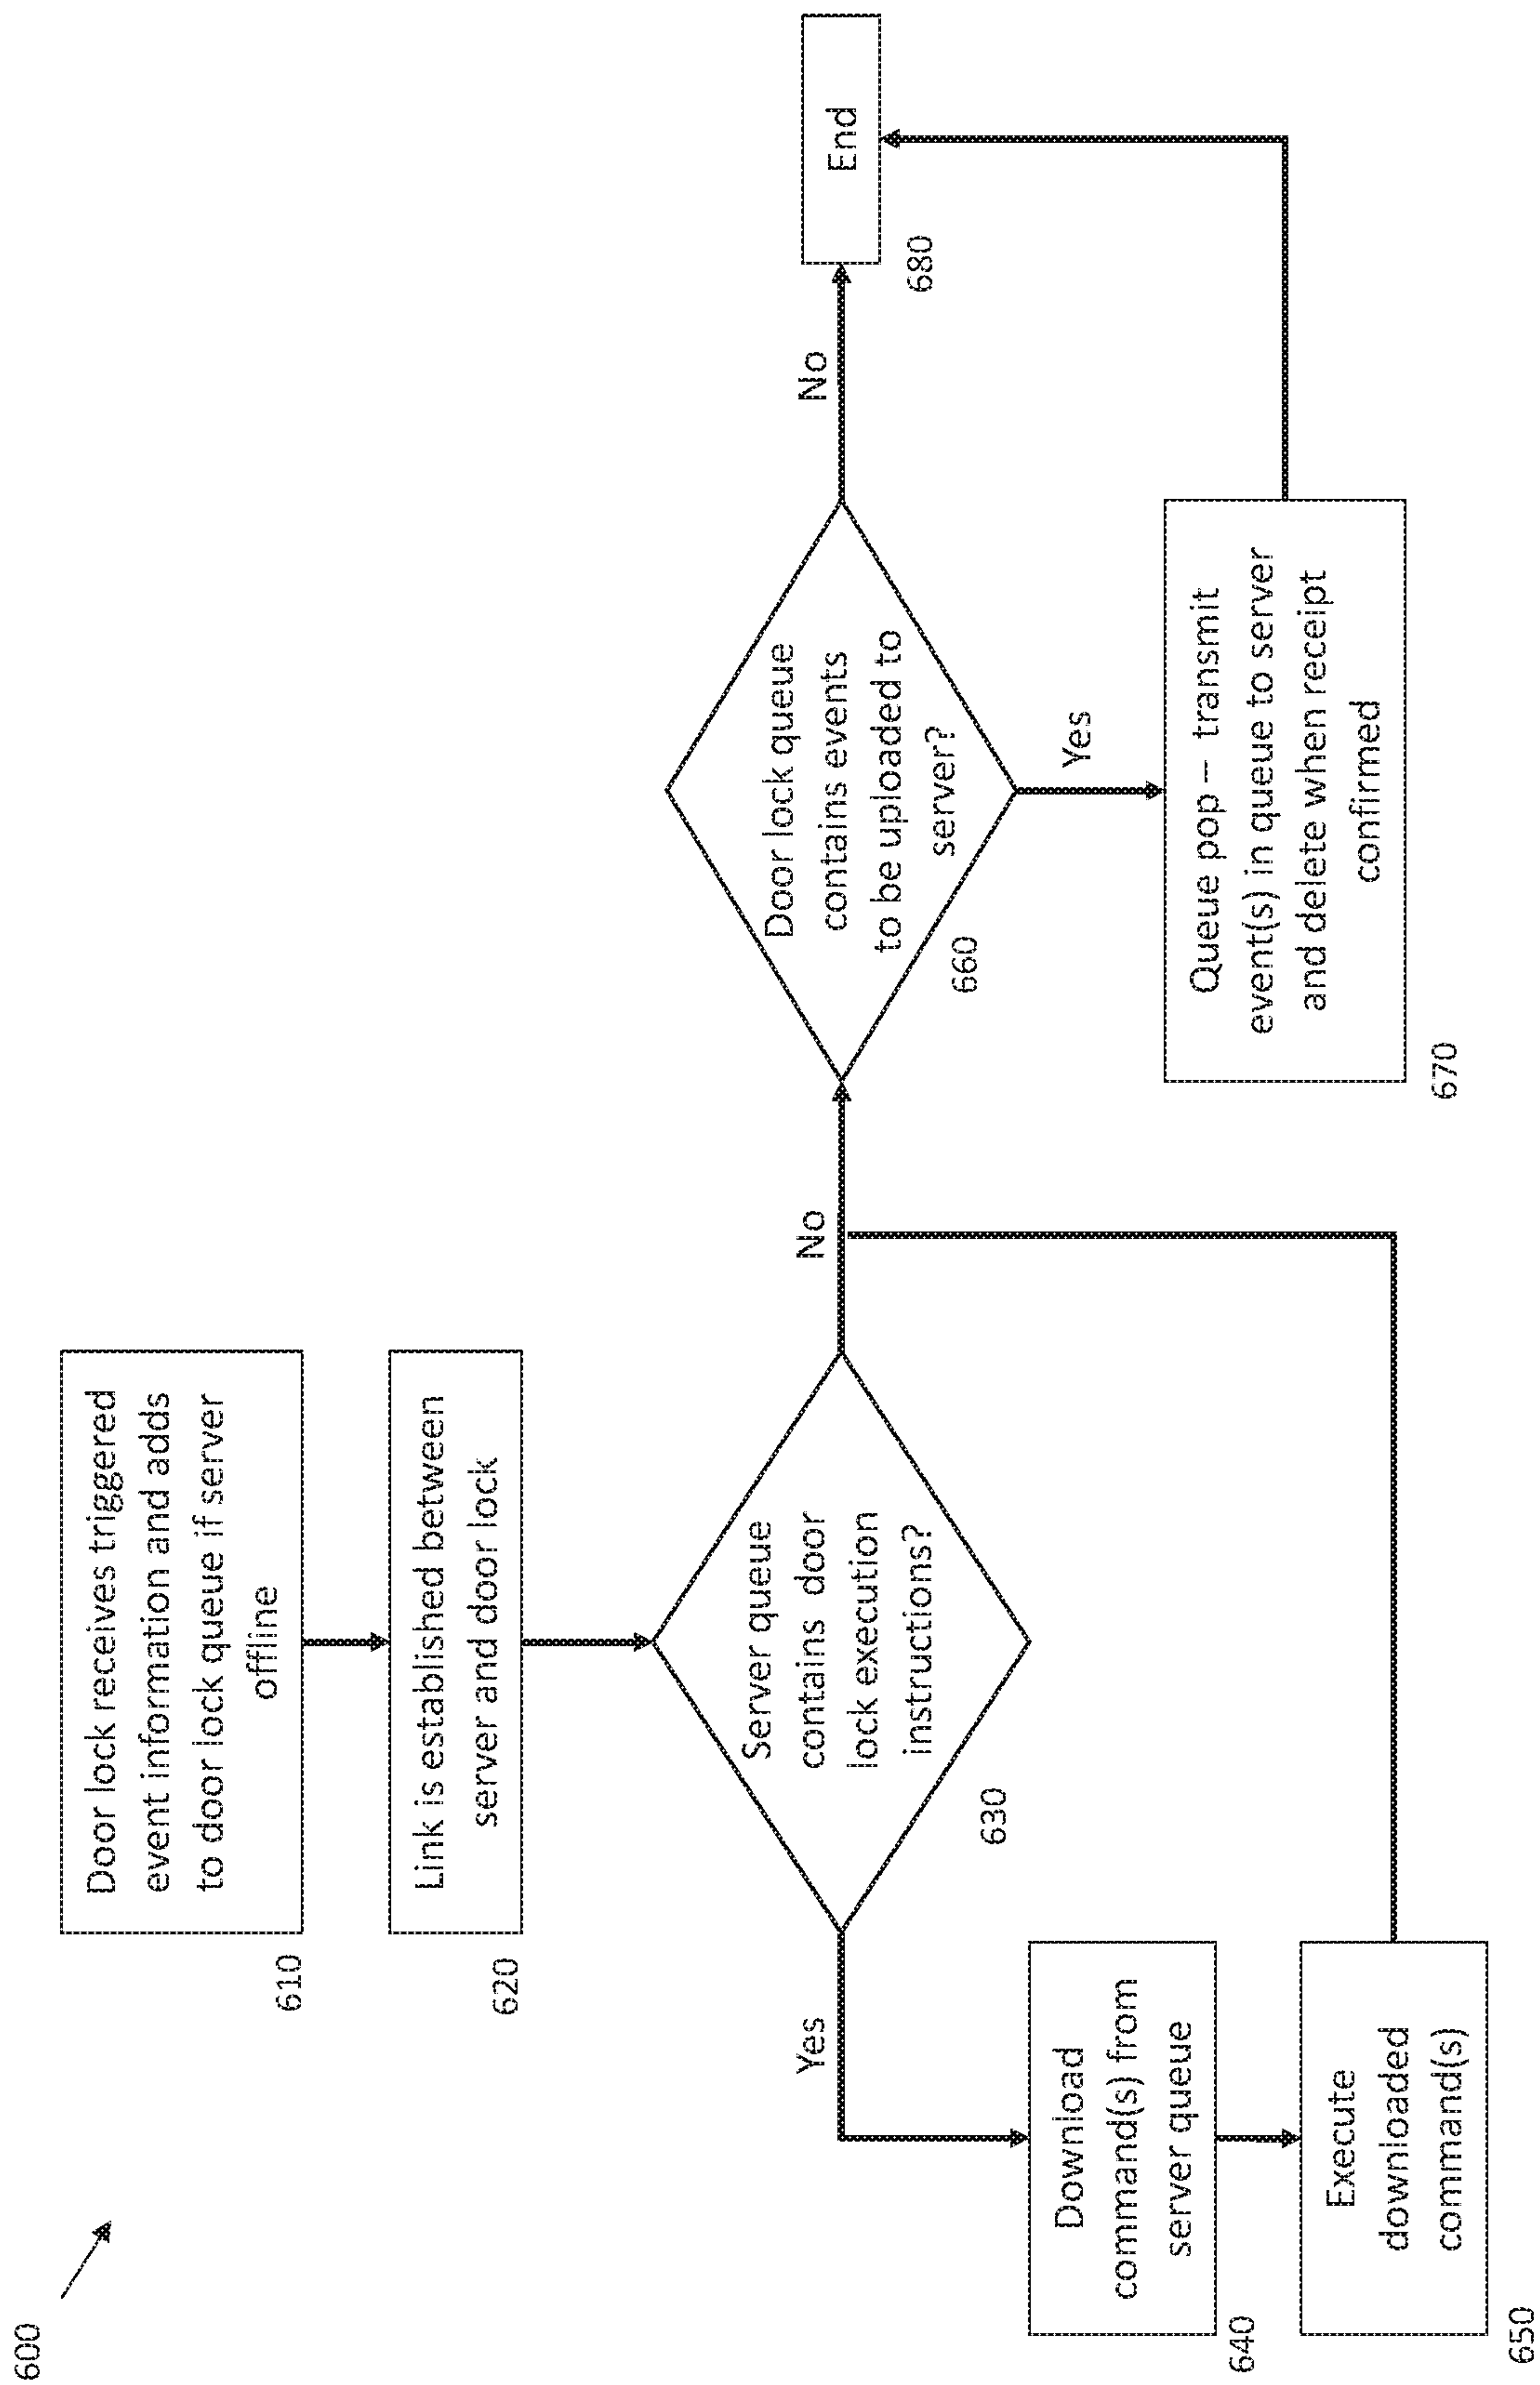 600
Door lock receives triggered
event information and adds
to door lock queue if server
offline
610
Link is established between
server and door lock
620
Server queue
contains door
lock execution
instructions?
630
Yes
No
Download
command(s) from
server queue
640
Execute
downloaded
command(s)
650
Door lock queue
contains events
to be uploaded to
server?
660
No
Yes
Queue pop – transmit
event(s) in queue to server
and delete when receipt
confirmed
670
End
680